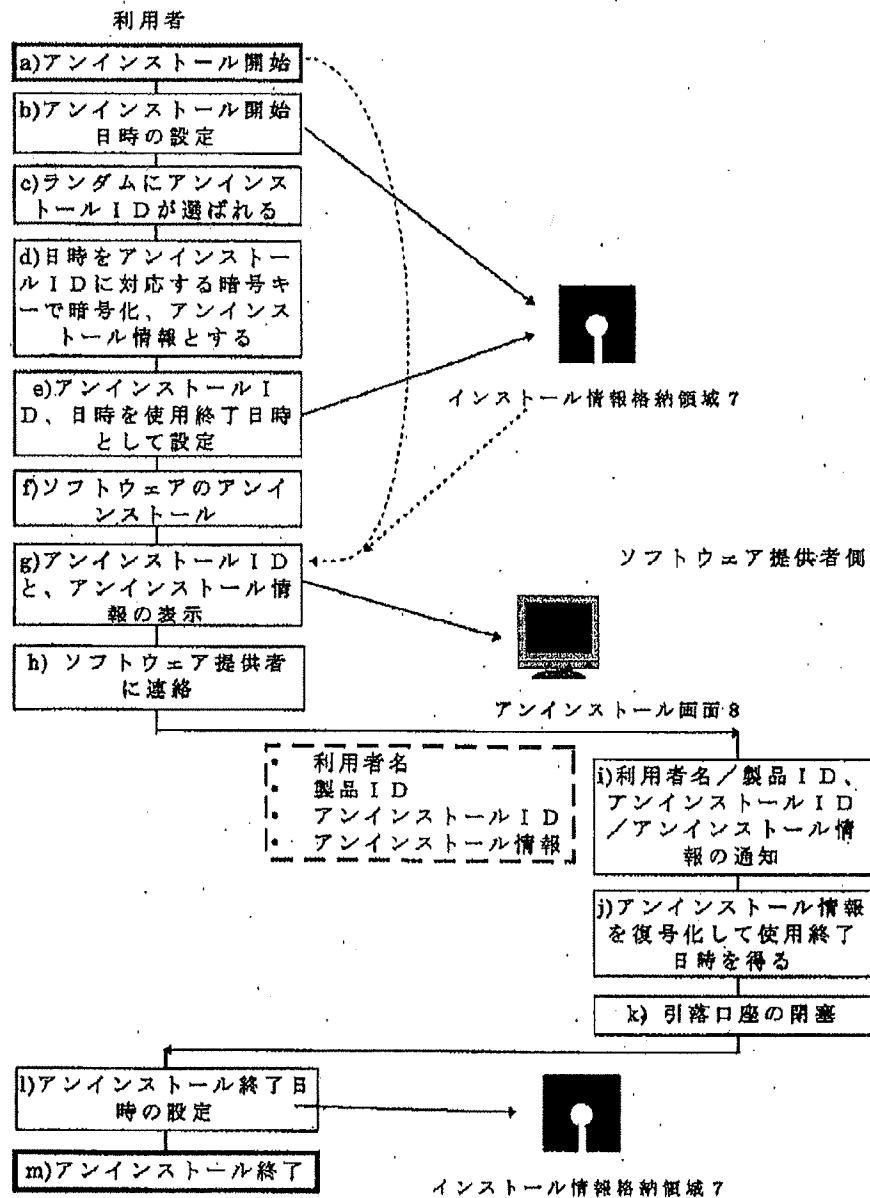 利用者
a)アンインストール開始
b)アンインストール開始
日時の設定
c)ランダムにアンインス
トールIDが選ばれる
d)日時をアンインストー
ルIDに対応する暗号キ
ーで暗号化、アンインス
トール情報とする
e)アンインストールI
D、日時を使用終了日時
として設定
インストール情報格納領域7
f)ソフトウェアのアンイ
ンストール
g)アンインストールID
と、アンインストール情
報の表示
ソフトウェア提供者側
h) ソフトウェア提供者
に連絡
アンインストール画面8
・ 利用者名
・ 製品ID
・ アンインストールID
・ アンインストール情報
i)利用者名／製品ID、
アンインストールID
／アンインストール情
報の通知
j)アンインストール情報
を復号化して使用終了
日時を得る
k) 引落口座の閉塞
l)アンインストール終了日
時の設定
m)アンインストール終了
インストール情報格納領域7